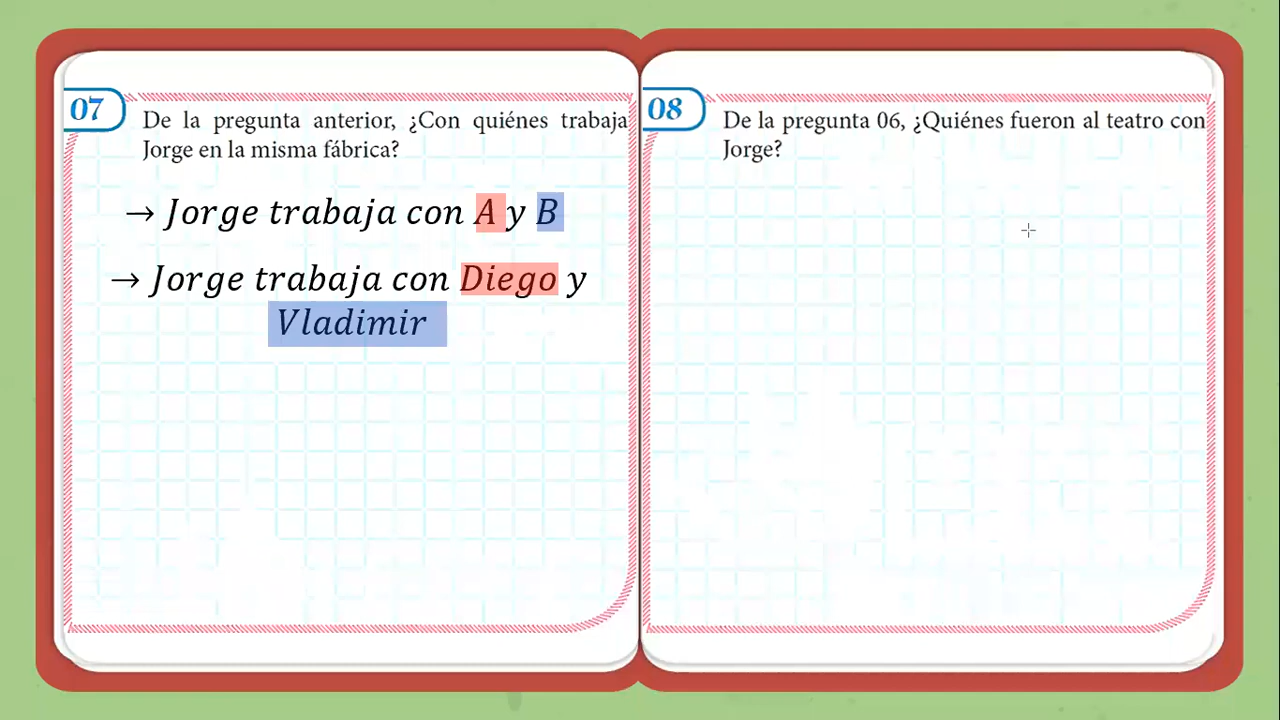 07
De la pregunta anterior, ¿Con quiénes trabaja
Jorge en la misma fábrica?
→ Jorge trabaja con A y B
→ Jorge trabaja con Diego y
Vladimir
08
De la pregunta 06, ¿Quiénes fueron al teatro con
Jorge?